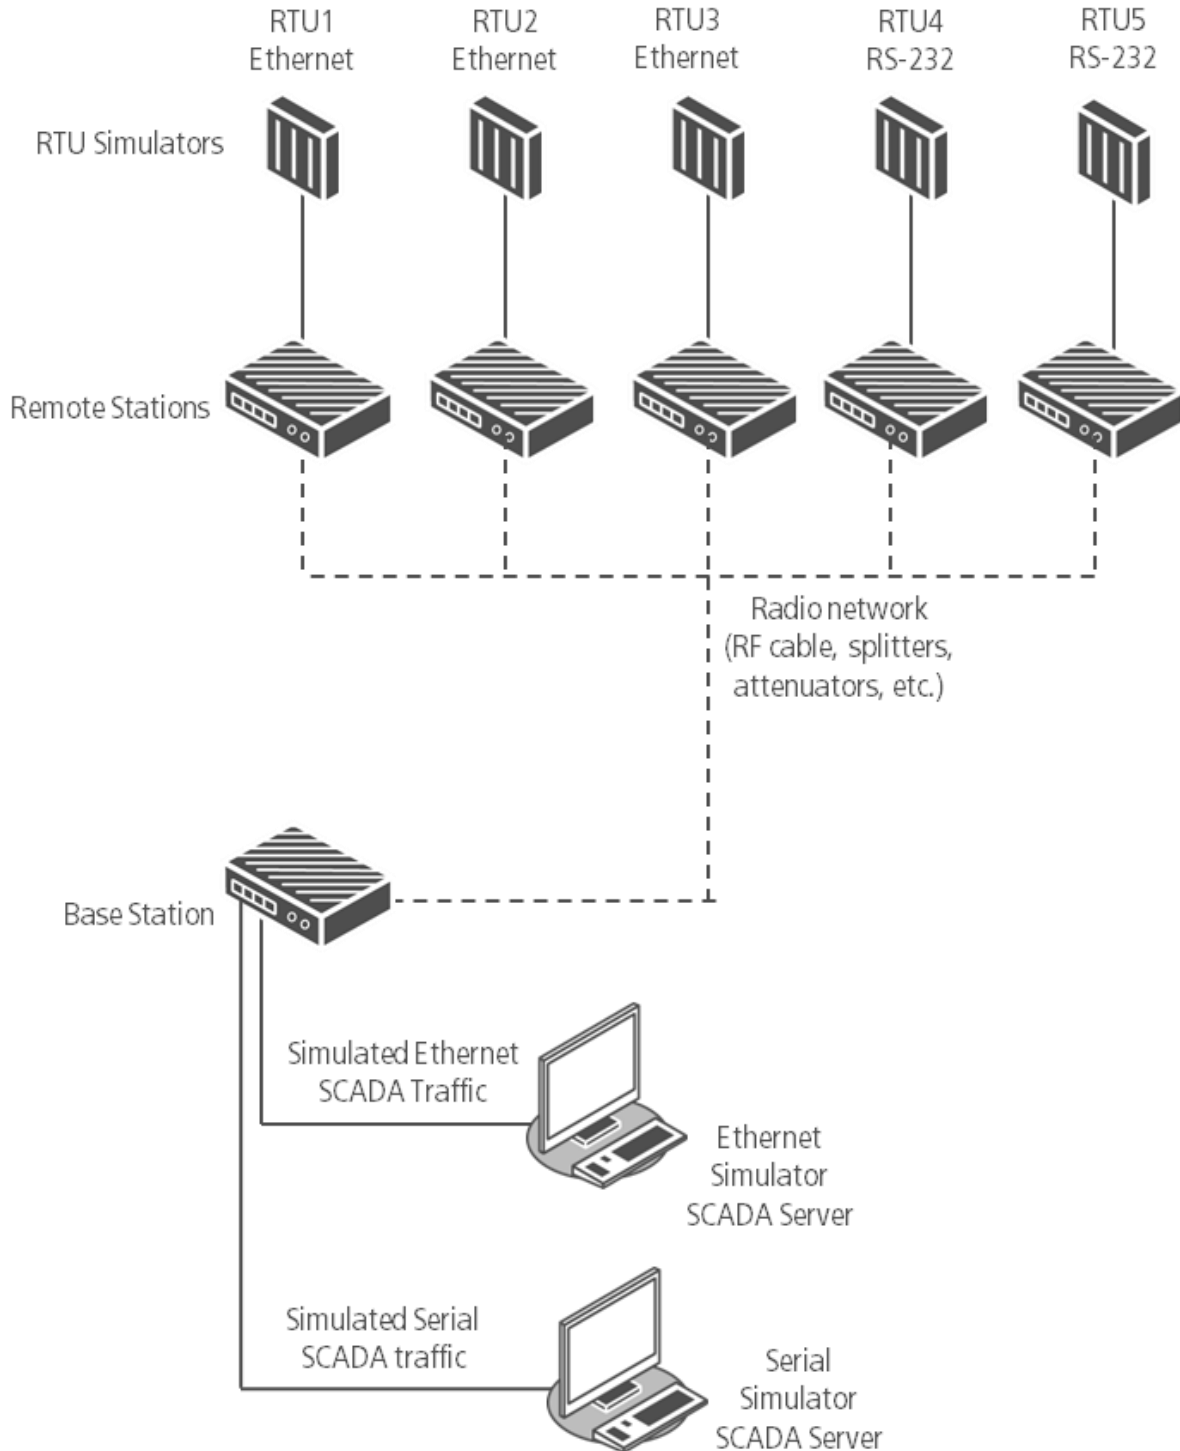 RTU1
Ethernet
RTU2
Ethernet
RTU3
Ethernet
RTU4
RS-232
RTU5
RS-232
RTU Simulators
Remote Stations
Radio network
(RF cable, splitters,
attenuators, etc.)
Base Station
Simulated Ethernet
SCADA Traffic
Ethernet
Simulator
SCADA Server
Simulated Serial
SCADA traffic
Serial
Simulator
SCADA Server